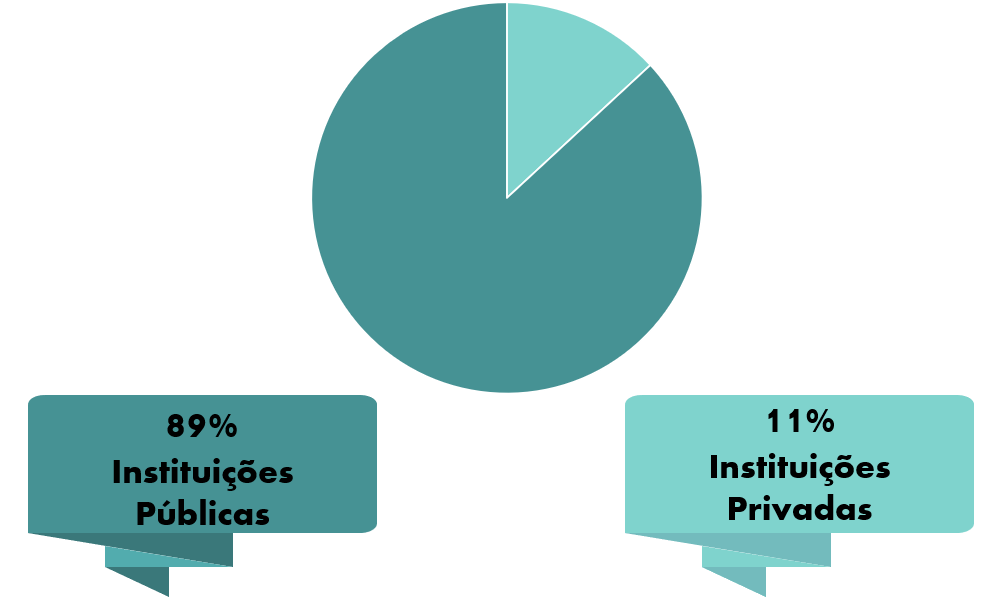 89%
Instituições
Públicas
11%
Instituições
Privadas